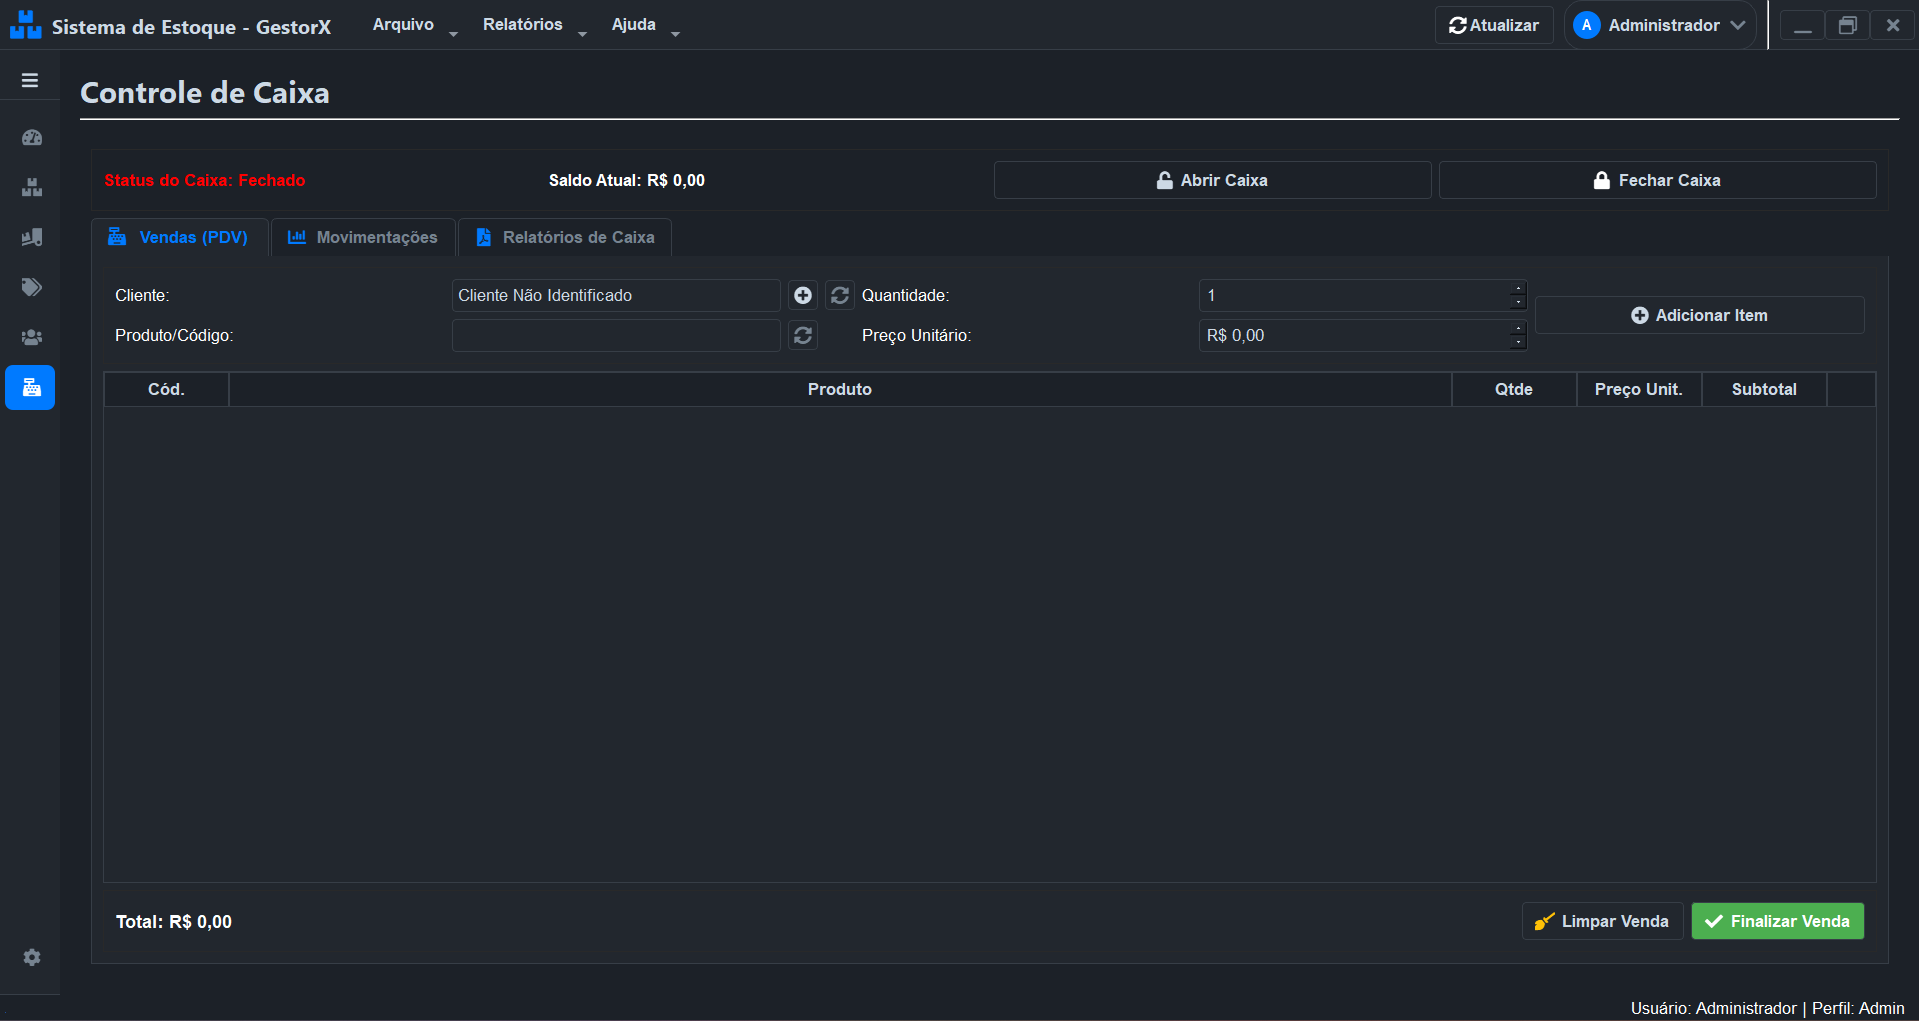 Sistema de Estoque - GestorX
Arquivo
Relatórios
Ajuda
Atualizar
A
Administrador
Controle de Caixa
Status do Caixa: Fechado
Saldo Atual: R$ 0,00
Abrir Caixa
Fechar Caixa
Vendas (PDV)
Movimentações
Relatórios de Caixa
Cliente:
Cliente Não Identificado
Quantidade:
1
Adicionar Item
Produto/Código:
Preço Unitário:
R$ 0,00
Cód.
Produto
Qtde
Preço Unit.
Subtotal
Total: R$ 0,00
Limpar Venda
Finalizar Venda
Usuário: Administrador | Perfil: Admin